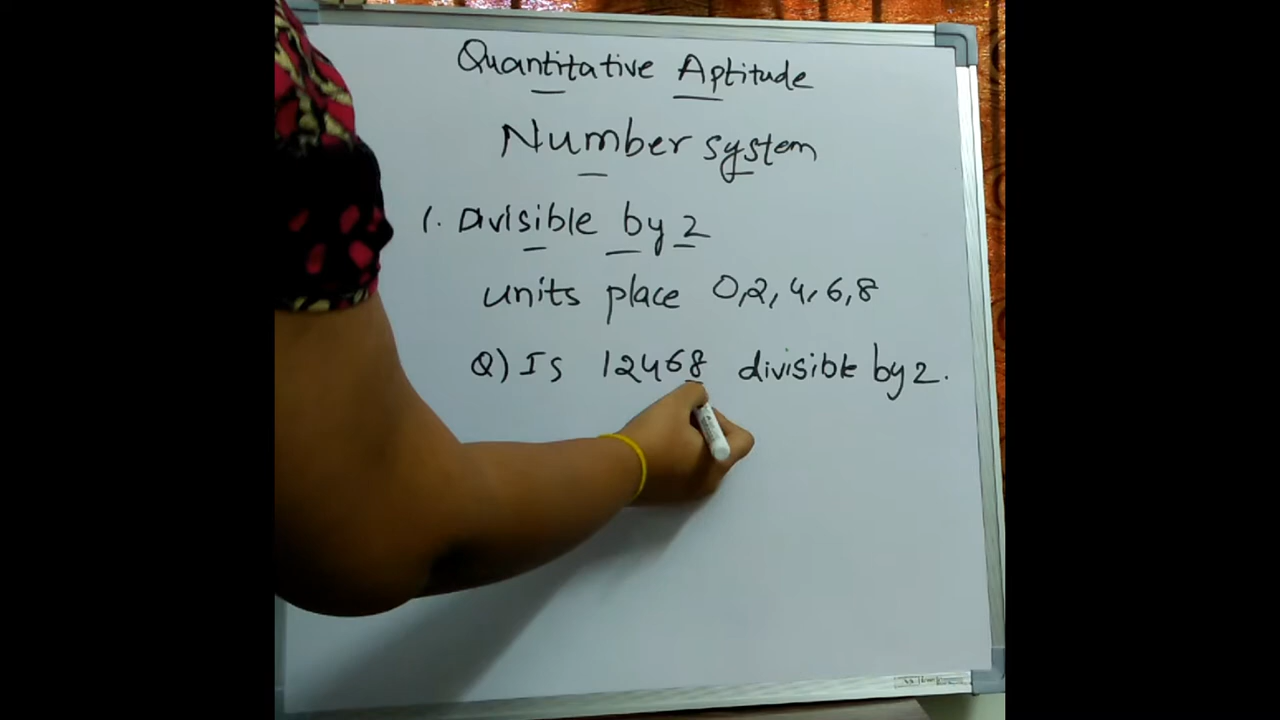 Quantitative Aptitude
Number system
1. Divisible by 2
units place 0,2,4,6,8
Q) Is 12468 divisible by 2.